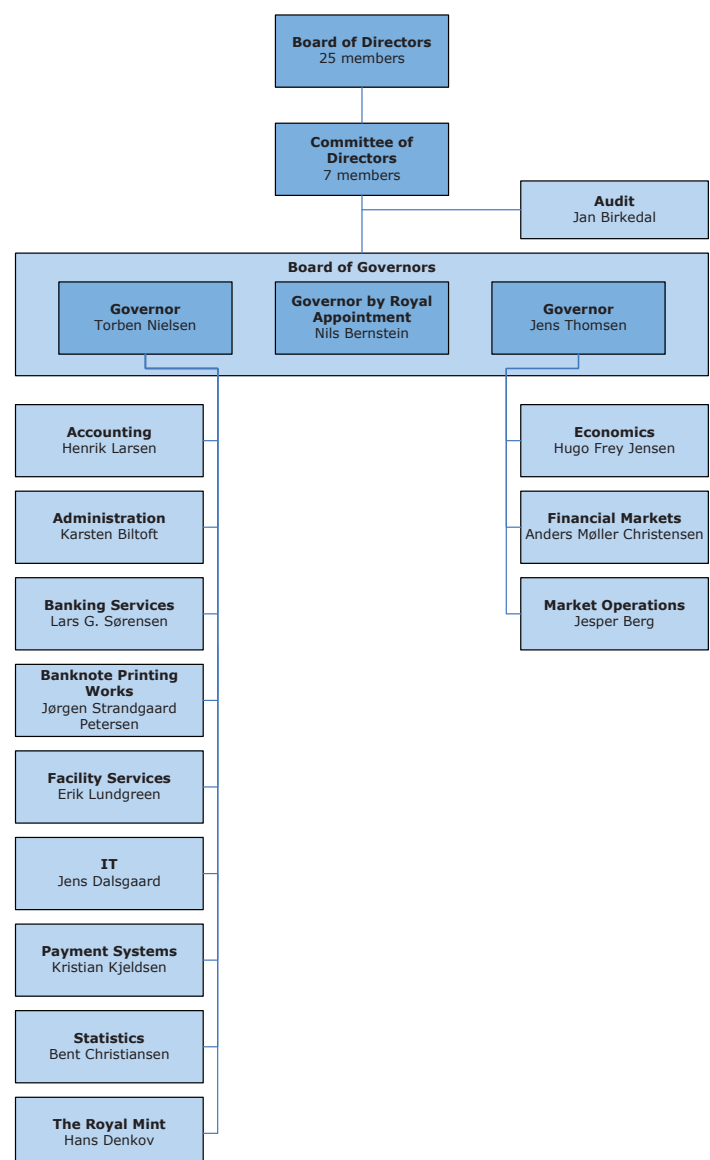 Board of Directors
25 members
Committee of
Directors
7 members
Audit
Jan Birkedal
Board of Governors
Governor
Torben Nielsen
Governor by Royal
Appointment
Nils Bernstein
Governor
Jens Thomsen
Accounting
Henrik Larsen
Administration
Karsten Biltoft
Banking Services
Lars G. Sørensen
Banknote Printing
Works
Jørgen Strandgaard
Petersen
Facility Services
Erik Lundgreen
IT
Jens Dalsgaard
Payment Systems
Kristian Kjeldsen
Statistics
Bent Christiansen
The Royal Mint
Hans Denkov
Economics
Hugo Frey Jensen
Financial Markets
Anders Møller Christensen
Market Operations
Jesper Berg